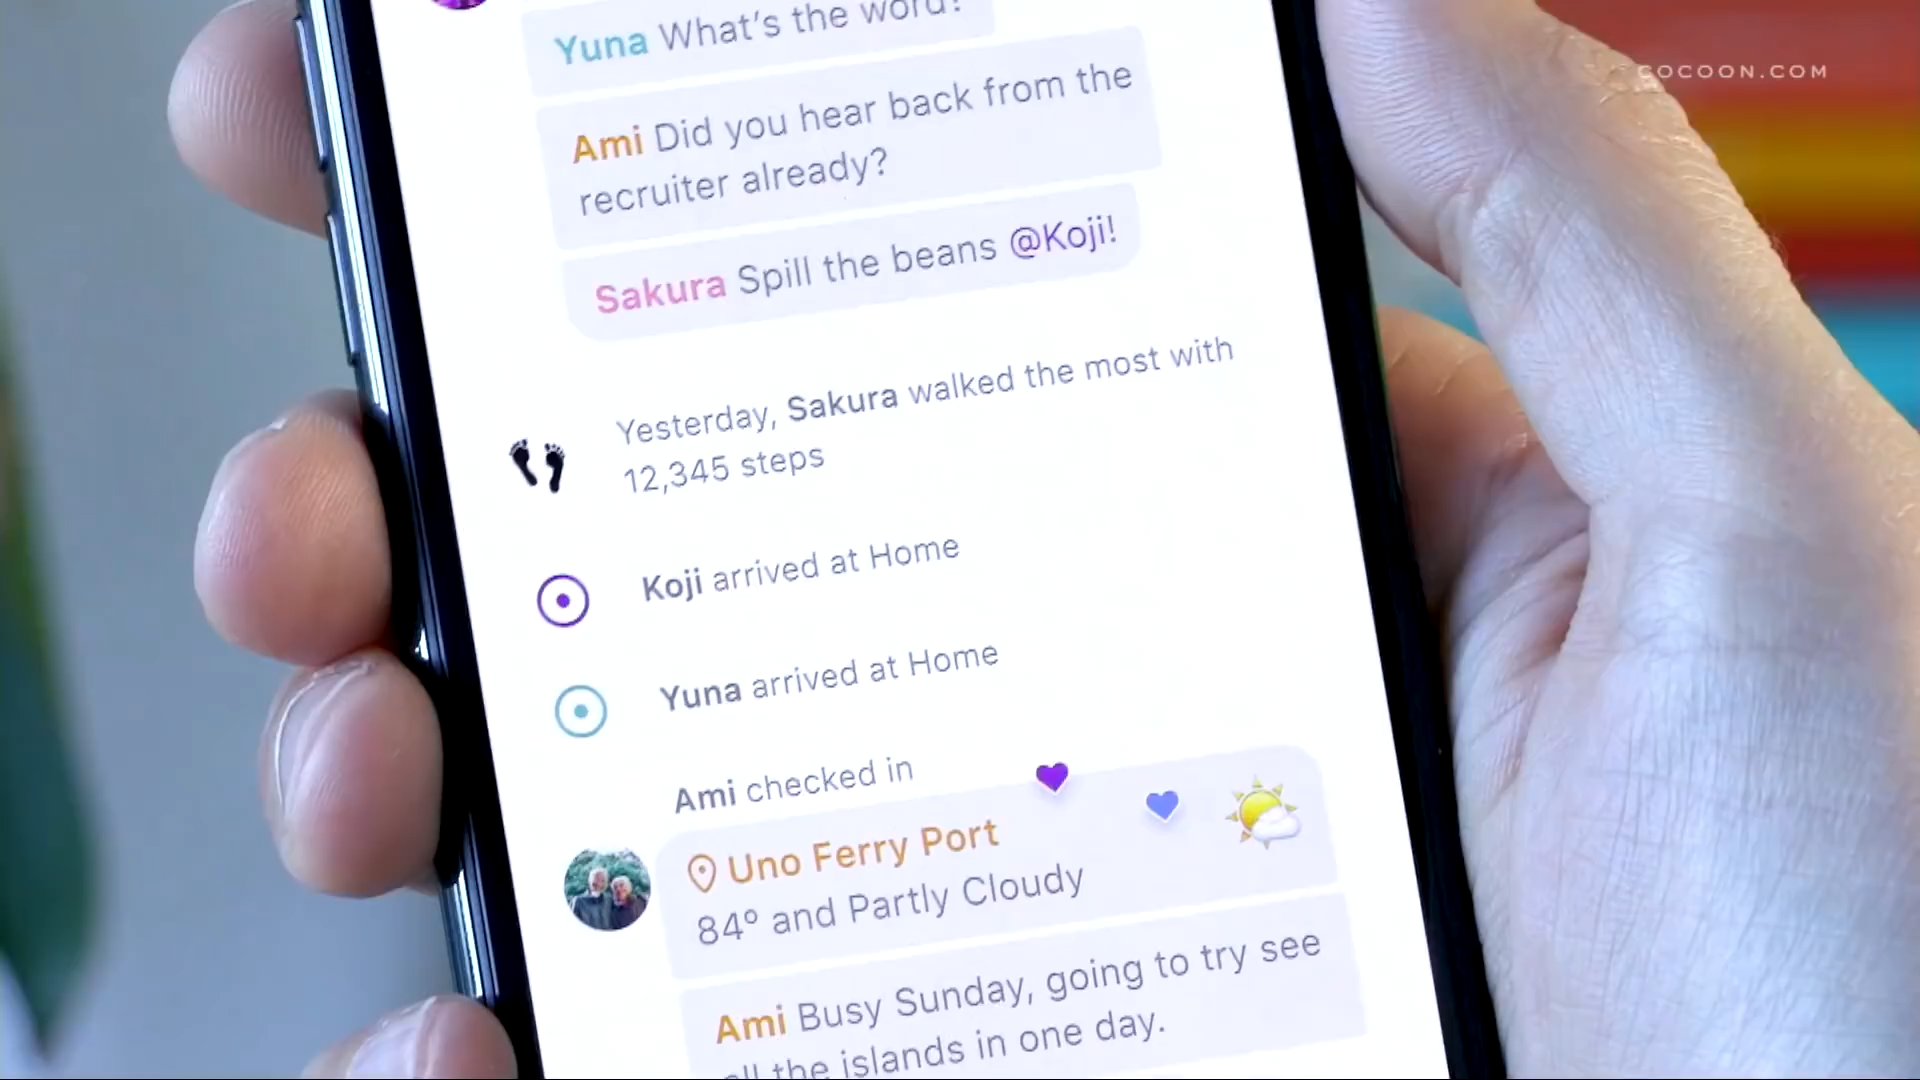 COCOON.COM
Yuna What's the word?
Ami Did you hear back from the
recruiter already?
Sakura Spill the beans @Koji!
Yesterday, Sakura walked the most with
12,345 steps
Koji arrived at Home
Yuna arrived at Home
Ami checked in
Uno Ferry Port
84º and Partly Cloudy
Ami Busy Sunday, going to try see
all the islands in one day.